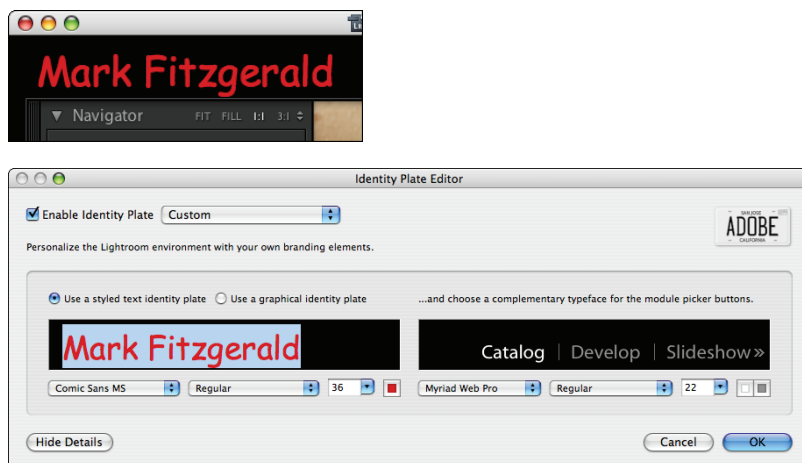 Mark Fitzgerald
Navigator FIT FILL 1:1 3:1
Identity Plate Editor
Enable Identity Plate Custom
SAN JOSE
ADOBE
CALIFORNIA
Personalize the Lightroom environment with your own branding elements.
Use a styled text identity plate Use a graphical identity plate ...and choose a complementary typeface for the module picker buttons.
Mark Fitzgerald Catalog | Develop | Slideshow»
Comic Sans MS Regular 36 Myriad Web Pro Regular 22
Hide Details Cancel OK